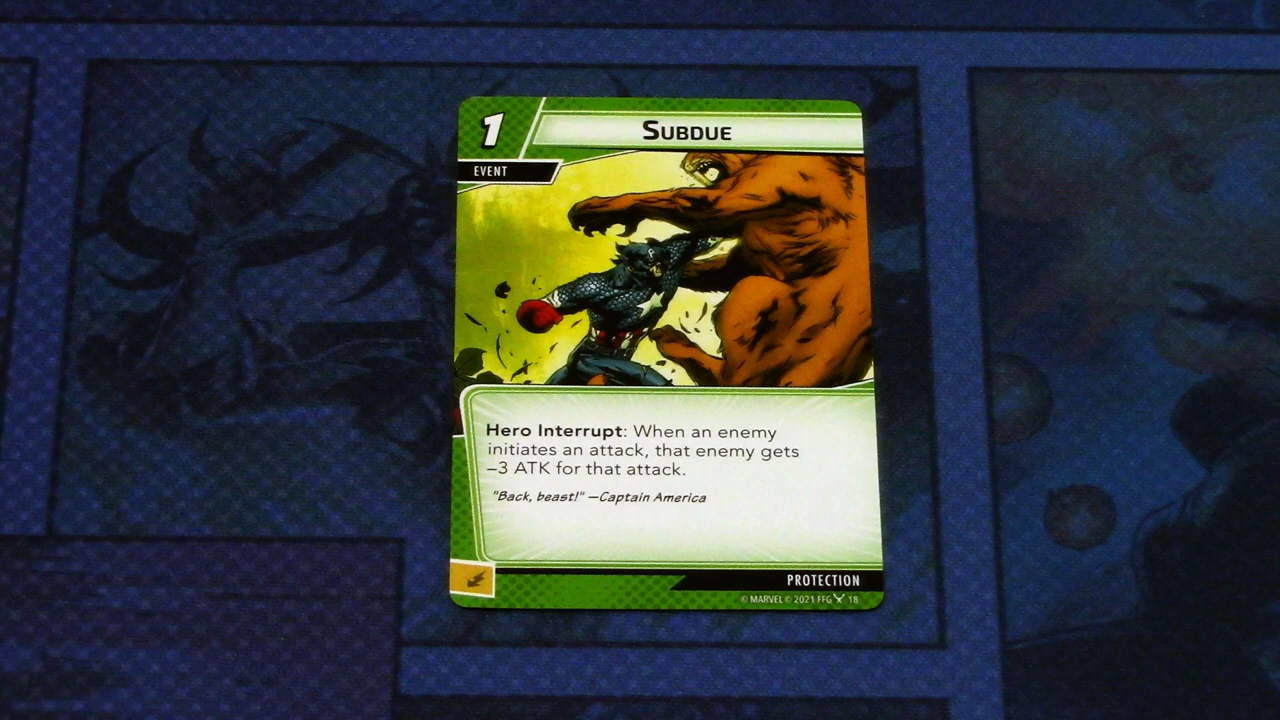 1
SUBDUE
EVENT
Hero Interrupt: When an enemy
initiates an attack, that enemy gets
–3 ATK for that attack.
"Back, beast!" —Captain America
PROTECTION
© MARVEL © 2021 FFG 18